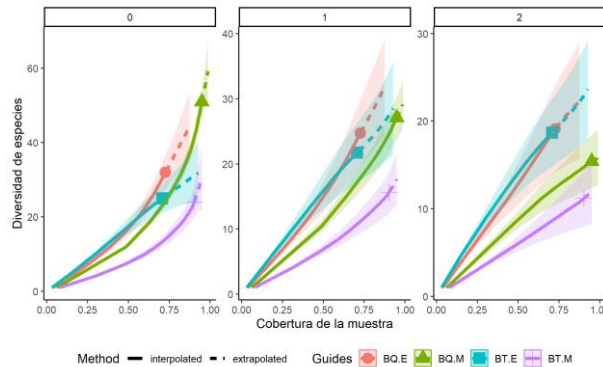 0 1 2
Diversidad de especies
60
40
20
0
40
30
20
10
0
30
20
10
0
0.00 0.25 0.50 0.75 1.00 0.00 0.25 0.50 0.75 1.00 0.00 0.25 0.50 0.75 1.0
Cobertura de la muestra
Method interpolated extrapolated Guides BQ.E BQ.M BT.E BT.M